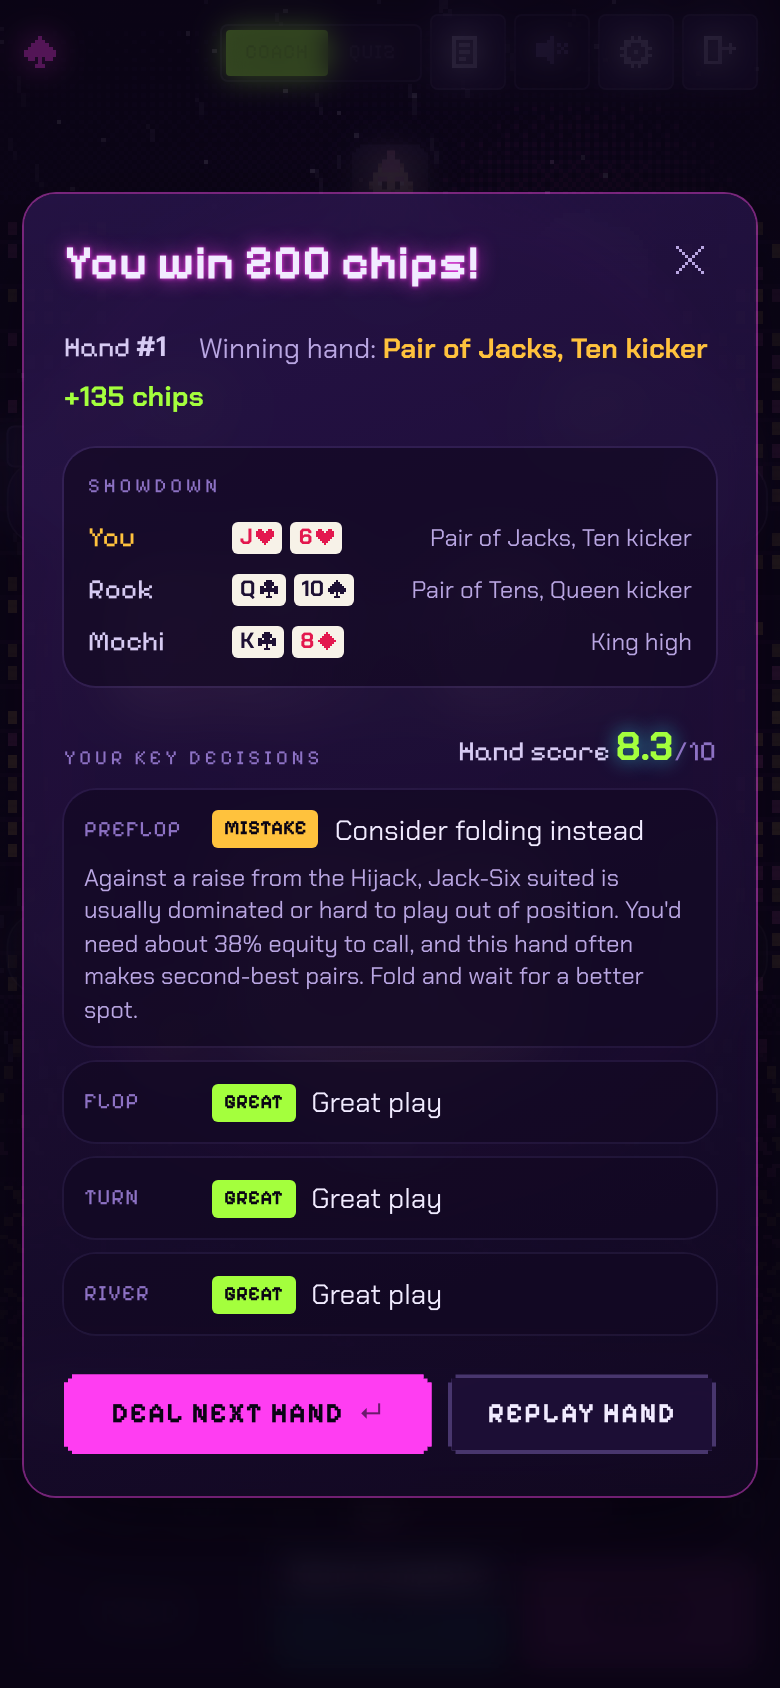 COACH QUIET
You win 200 chips!
Hand #1 Winning hand: Pair of Jacks, Ten kicker
+135 chips
SHOWDOWN
You J♥ 6♥ Pair of Jacks, Ten kicker
Rook Q♣ 10♠ Pair of Tens, Queen kicker
Mochi K♣ 8♦ King high
YOUR KEY DECISIONS Hand score 8.3/10
PREFLOP MISTAKE Consider folding instead
Against a raise from the Hijack, Jack-Six suited is
usually dominated or hard to play out of position. You'd
need about 38% equity to call, and this hand often
makes second-best pairs. Fold and wait for a better
spot.
FLOP GREAT Great play
TURN GREAT Great play
RIVER GREAT Great play
DEAL NEXT HAND ↵ REPLAY HAND